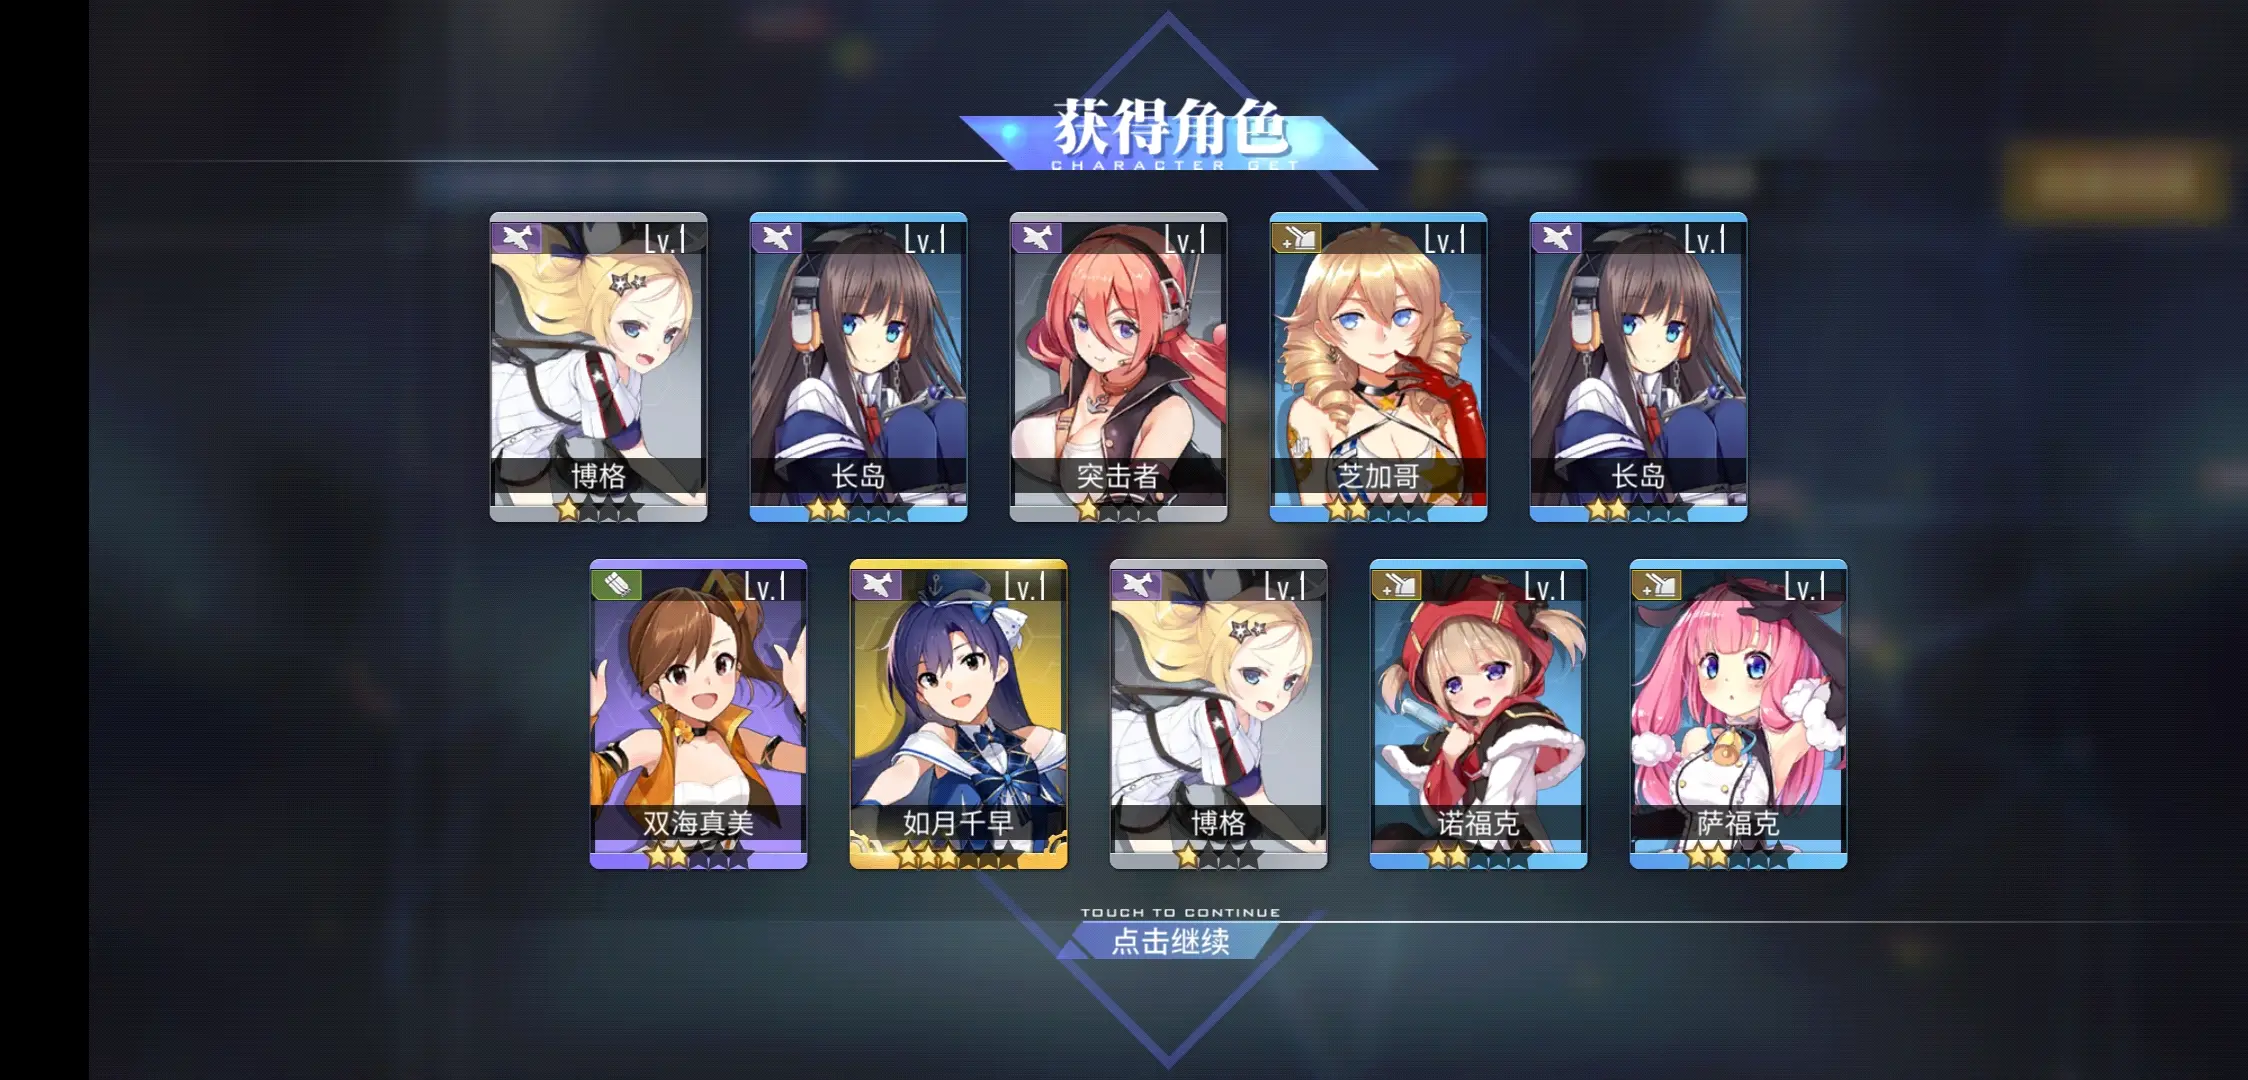 获得角色
CHARACTER GET
Lv.1
Lv.1
Lv.1
Lv.1
Lv.1
博格
长岛
突击者
芝加哥
长岛
Lv.1
Lv.1
Lv.1
Lv.1
Lv.1
双海真美
如月千早
博格
诺福克
萨福克
TOUCH TO CONTINUE
点击继续